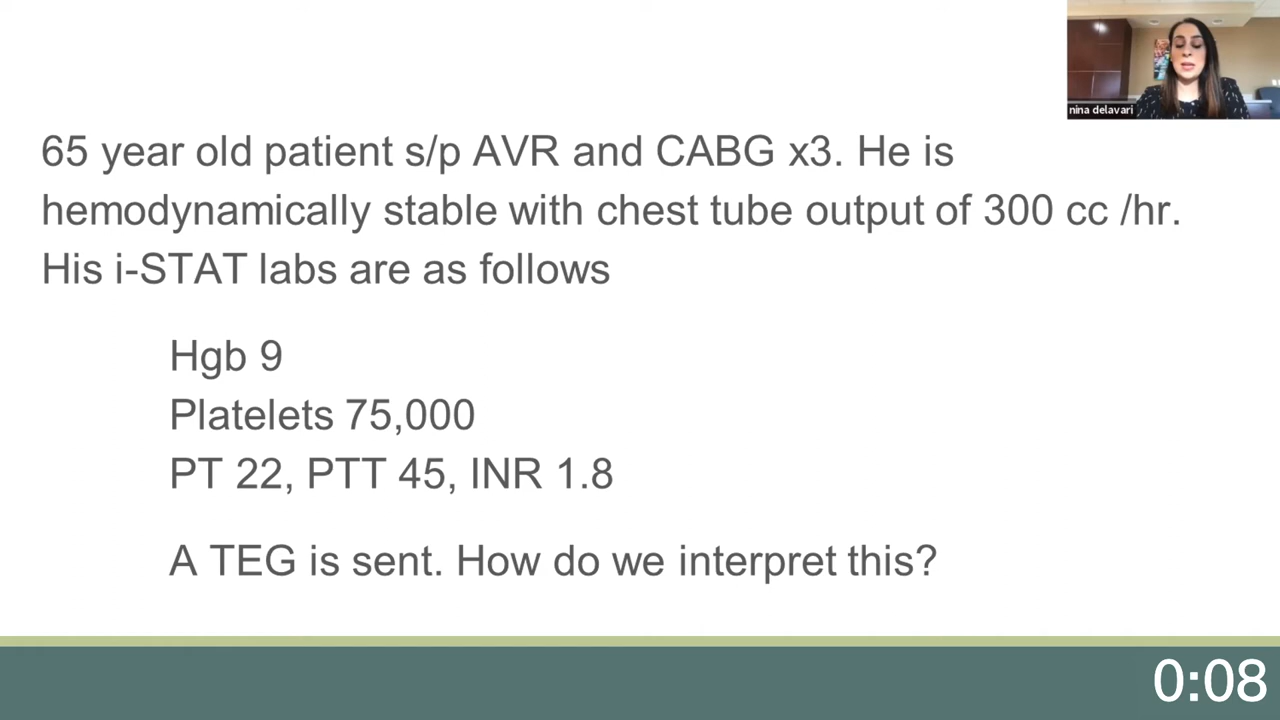 nina delavari
65 year old patient s/p AVR and CABG x3. He is
hemodynamically stable with chest tube output of 300 cc /hr.
His i-STAT labs are as follows
Hgb 9
Platelets 75,000
PT 22, PTT 45, INR 1.8
A TEG is sent. How do we interpret this?
0:08